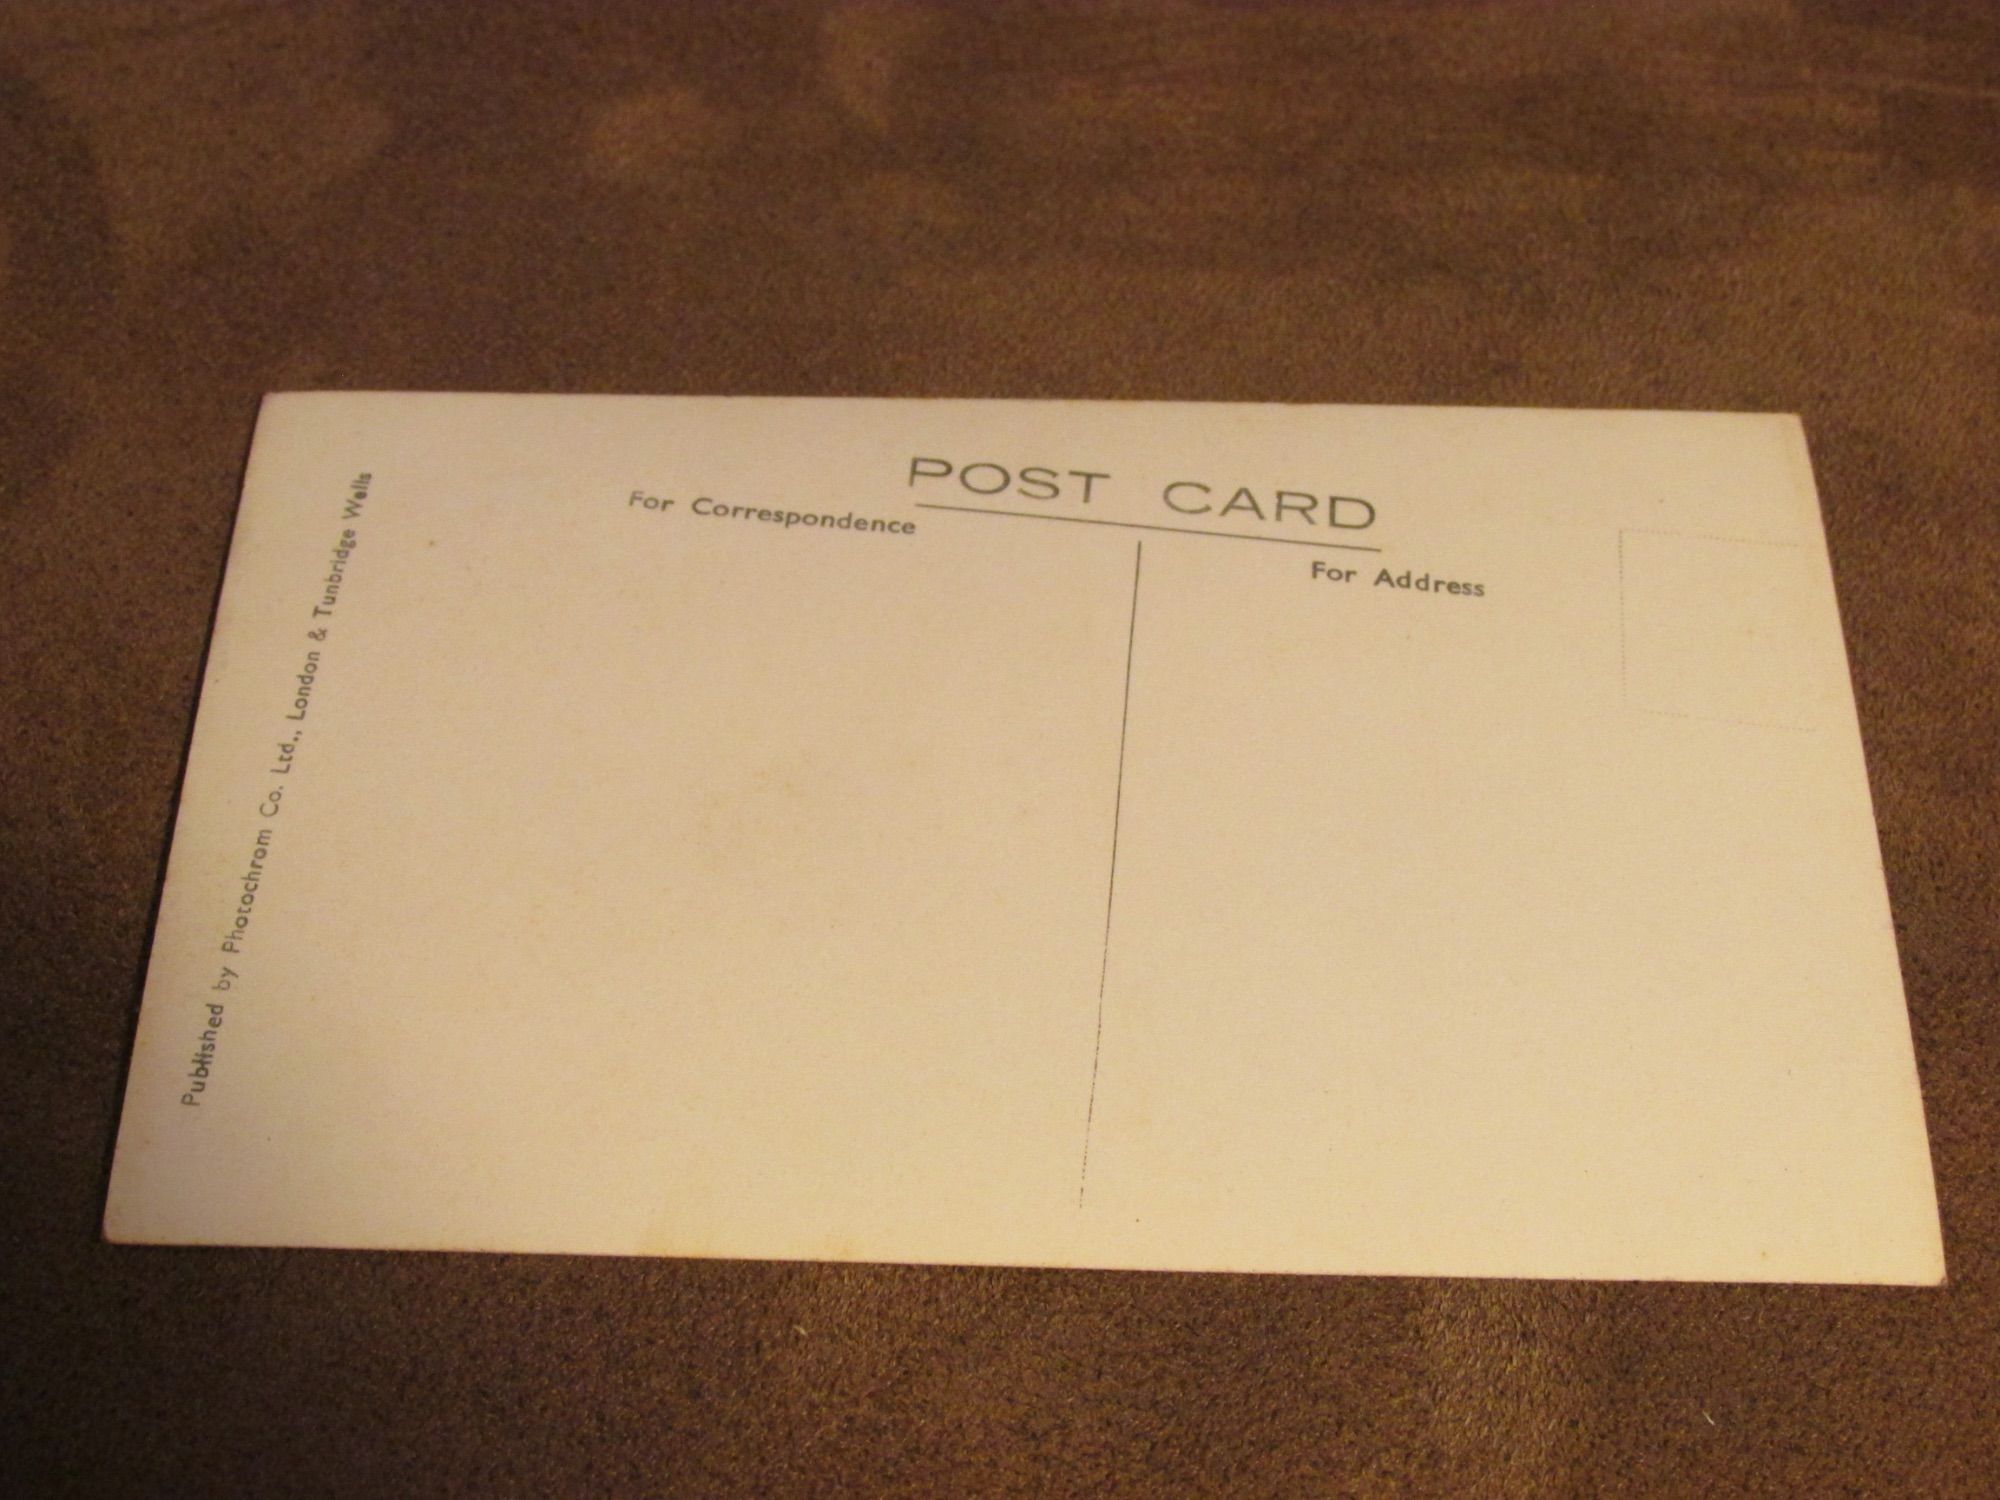 POST CARD
For Correspondence
For Address
Published by Photochrom Co. Ltd., London & Tunbridge Wells